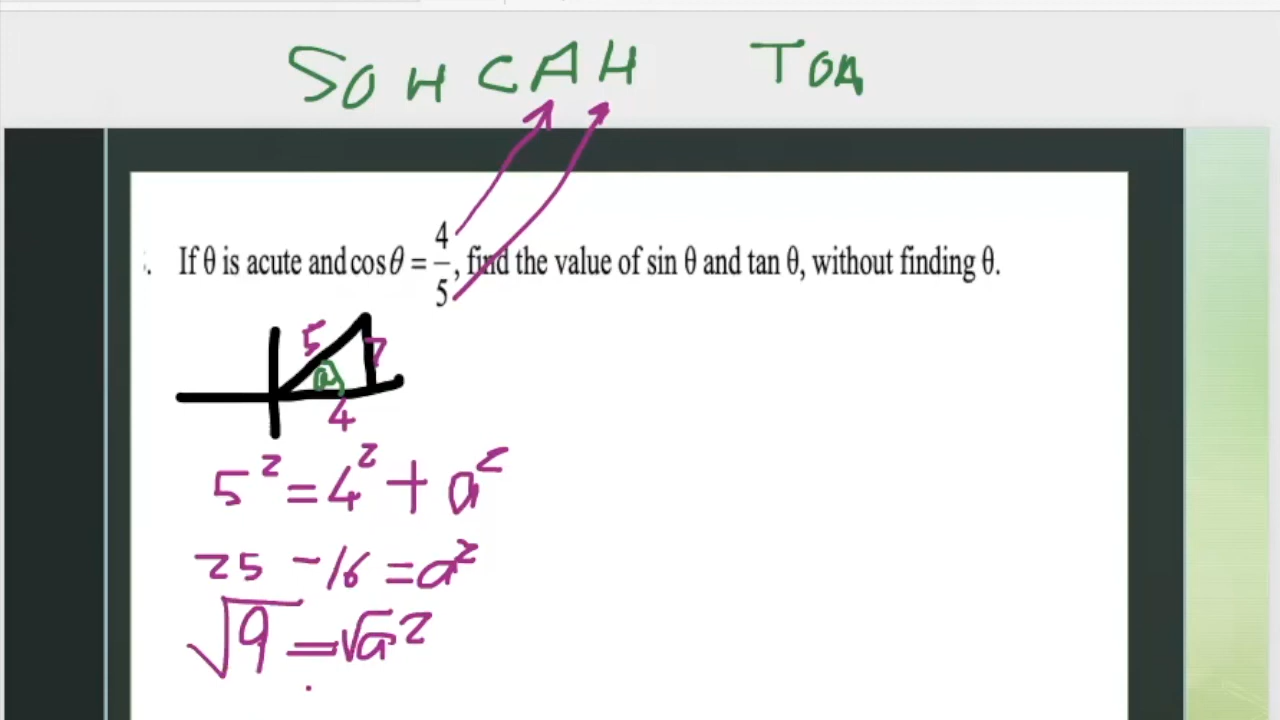 SOH CAH TOA
. If θ is acute and cos θ = 4/5, find the value of sin θ and tan θ, without finding θ.
5 7
θ
4
5² = 4² + a²
25 - 16 = a²
√9 = √a²